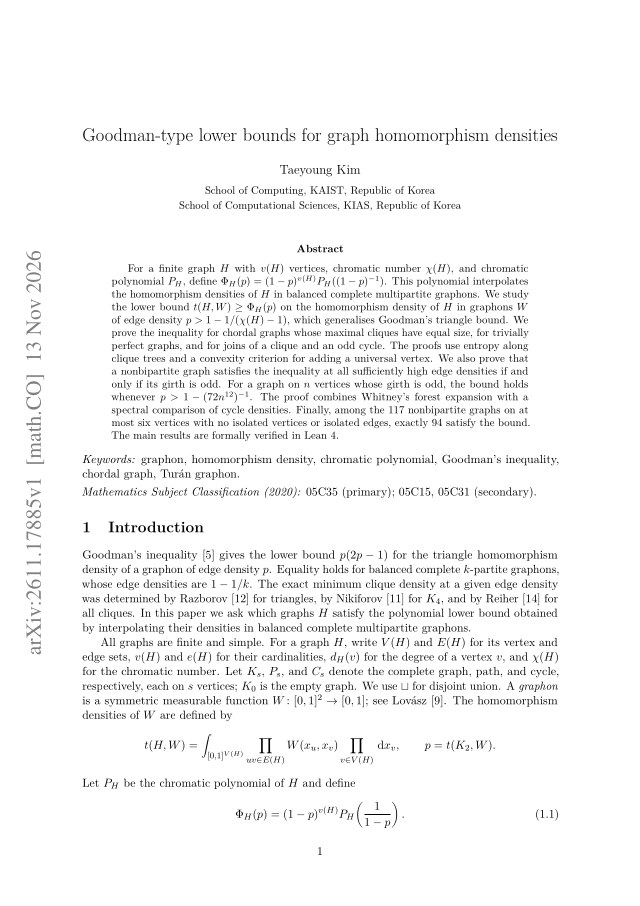 Goodman-type lower bounds for graph homomorphism densities
Taeyoung Kim
School of Computing, KAIST, Republic of Korea
School of Computational Sciences, KIAS, Republic of Korea
Abstract
For a finite graph H with v(H) vertices, chromatic number χ(H), and chromatic
polynomial P_H, define Φ_H(p) = (1 − p)^{v(H)}P_H((1 − p)^{−1}). This polynomial interpolates
the homomorphism densities of H in balanced complete multipartite graphons. We study
the lower bound t(H, W) ≥ Φ_H(p) on the homomorphism density of H in graphons W
of edge density p > 1 − 1/(χ(H) − 1), which generalises Goodman's triangle bound. We
prove the inequality for chordal graphs whose maximal cliques have equal size, for trivially
perfect graphs, and for joins of a clique and an odd cycle. The proofs use entropy along
clique trees and a convexity criterion for adding a universal vertex. We also prove that
a nonbipartite graph satisfies the inequality at all sufficiently high edge densities if and
only if its girth is odd. For a graph on n vertices whose girth is odd, the bound holds
whenever p > 1 − (72n^{12})^{−1}. The proof combines Whitney's forest expansion with a
spectral comparison of cycle densities. Finally, among the 117 nonbipartite graphs on at
most six vertices with no isolated vertices or isolated edges, exactly 94 satisfy the bound.
The main results are formally verified in Lean 4.
Keywords: graphon, homomorphism density, chromatic polynomial, Goodman's inequality,
chordal graph, Turán graphon.
Mathematics Subject Classification (2020): 05C35 (primary); 05C15, 05C31 (secondary).
1 Introduction
Goodman's inequality [5] gives the lower bound p(2p − 1) for the triangle homomorphism
density of a graphon of edge density p. Equality holds for balanced complete k-partite graphons,
whose edge densities are 1 − 1/k. The exact minimum clique density at a given edge density
was determined by Razborov [12] for triangles, by Nikiforov [11] for K_4, and by Reiher [14] for
all cliques. In this paper we ask which graphs H satisfy the polynomial lower bound obtained
by interpolating their densities in balanced complete multipartite graphons.
All graphs are finite and simple. For a graph H, write V(H) and E(H) for its vertex and
edge sets, v(H) and e(H) for their cardinalities, d_H(v) for the degree of a vertex v, and χ(H)
for the chromatic number. Let K_s, P_s, and C_s denote the complete graph, path, and cycle,
respectively, each on s vertices; K_0 is the empty graph. We use ⊔ for disjoint union. A graphon
is a symmetric measurable function W : [0, 1]^2 → [0, 1]; see Lovász [9]. The homomorphism
densities of W are defined by
t(H, W) = ∫_{[0,1]^{V(H)}} ∏_{uv∈E(H)} W(x_u, x_v) ∏_{v∈V(H)} dx_v, p = t(K_2, W).
Let P_H be the chromatic polynomial of H and define
Φ_H(p) = (1 − p)^{v(H)}P_H(1/(1 − p)). (1.1)
1
arXiv:2611.17885v1 [math.CO] 13 Nov 2026